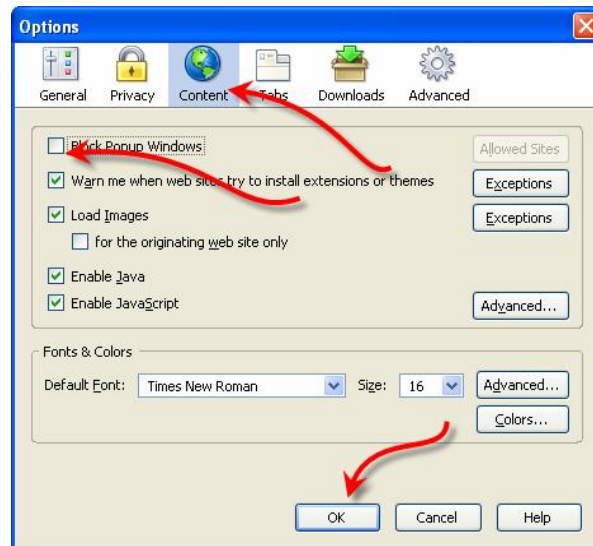 Options
General Privacy Content Tabs Downloads Advanced
Block Popup Windows Allowed Sites
Warn me when web sites try to install extensions or themes Exceptions
Load Images Exceptions
for the originating web site only
Enable Java
Enable JavaScript Advanced...
Fonts & Colors
Default Font: Times New Roman Size: 16 Advanced...
Colors...
OK Cancel Help